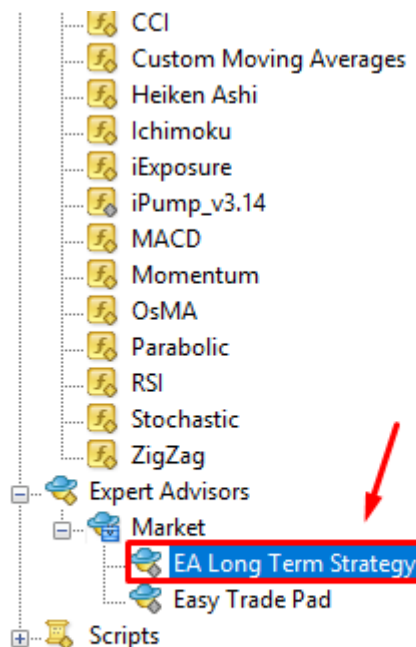 CCI
Custom Moving Averages
Heiken Ashi
Ichimoku
iExposure
iPump_v3.14
MACD
Momentum
OsMA
Parabolic
RSI
Stochastic
ZigZag
Expert Advisors
Market
EA Long Term Strategy
Easy Trade Pad
Scripts